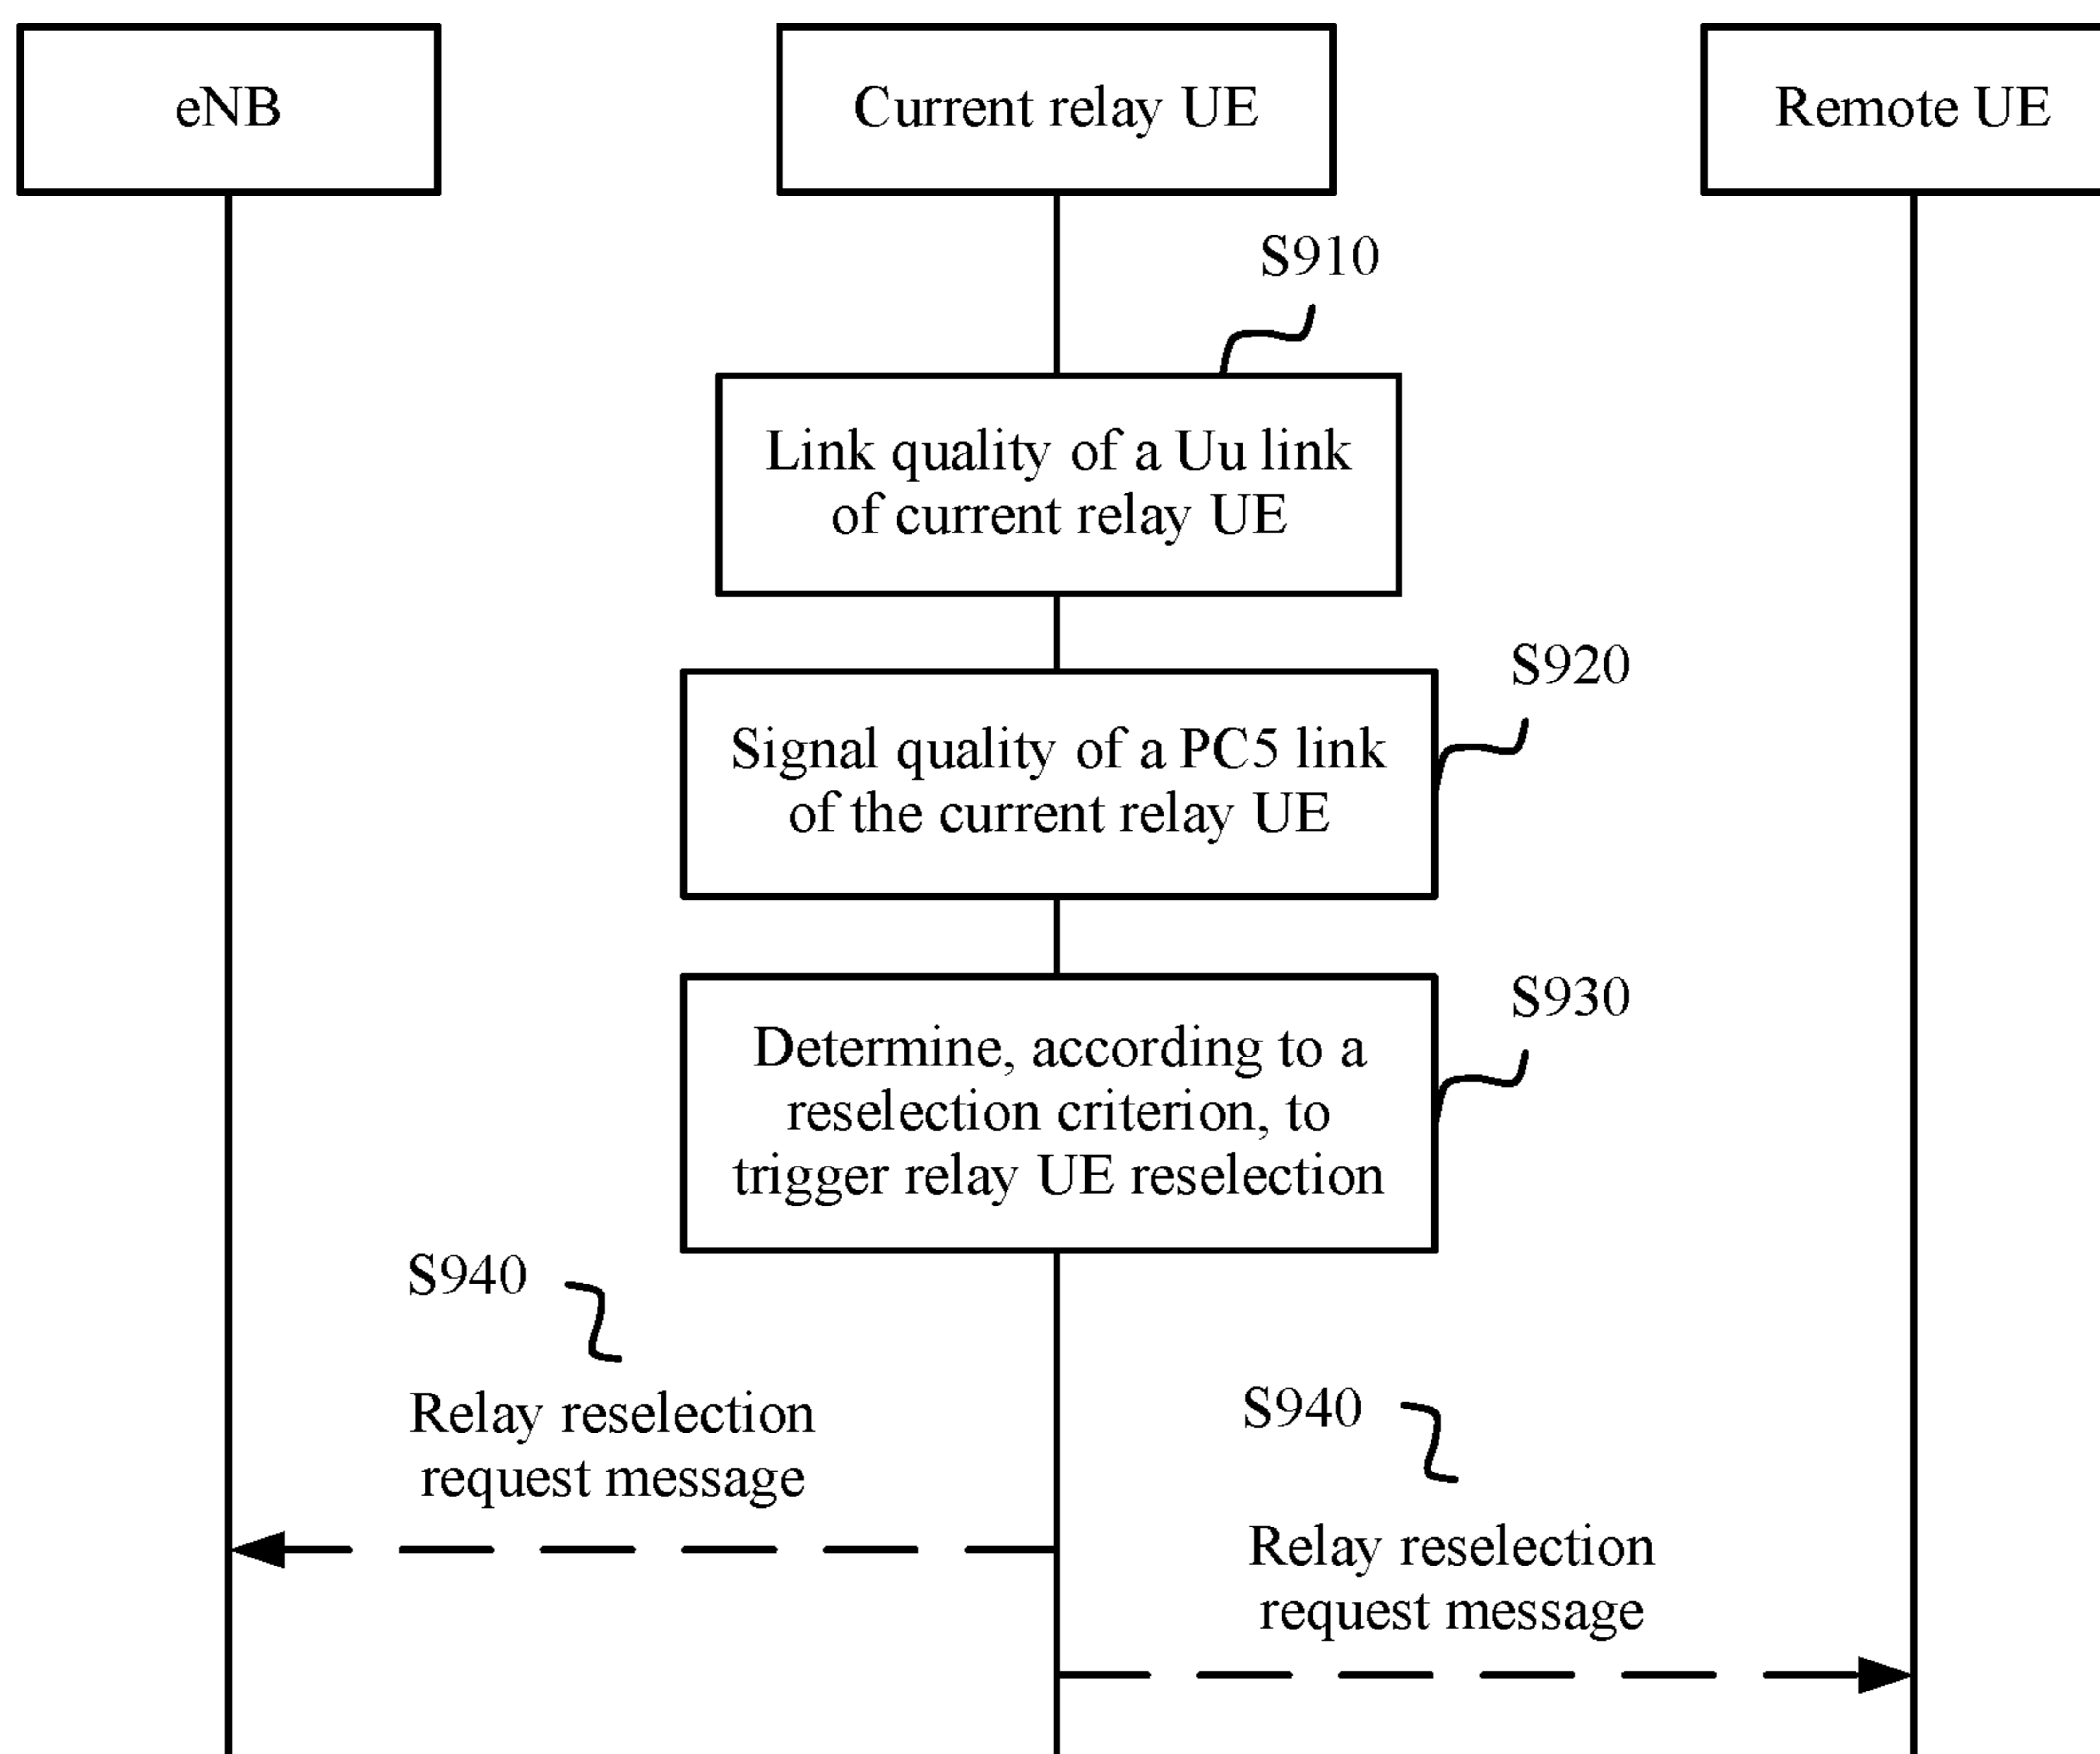 eNB
Current relay UE
Remote UE
S910
Link quality of a Uu link
of current relay UE
S920
Signal quality of a PC5 link
of the current relay UE
S930
Determine, according to a
reselection criterion, to
trigger relay UE reselection
S940
Relay reselection
request message
S940
Relay reselection
request message